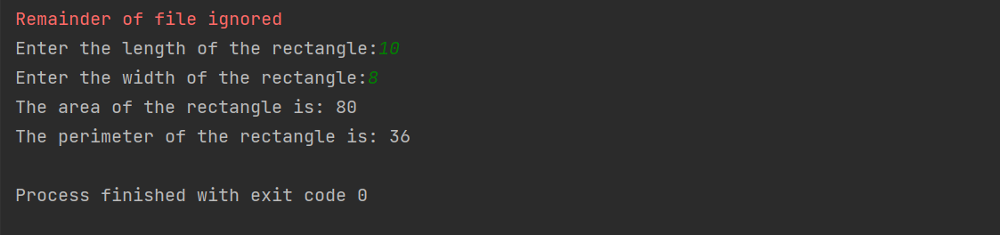 Remainder of file ignored
Enter the length of the rectangle:10
Enter the width of the rectangle:8
The area of the rectangle is: 80
The perimeter of the rectangle is: 36
Process finished with exit code 0